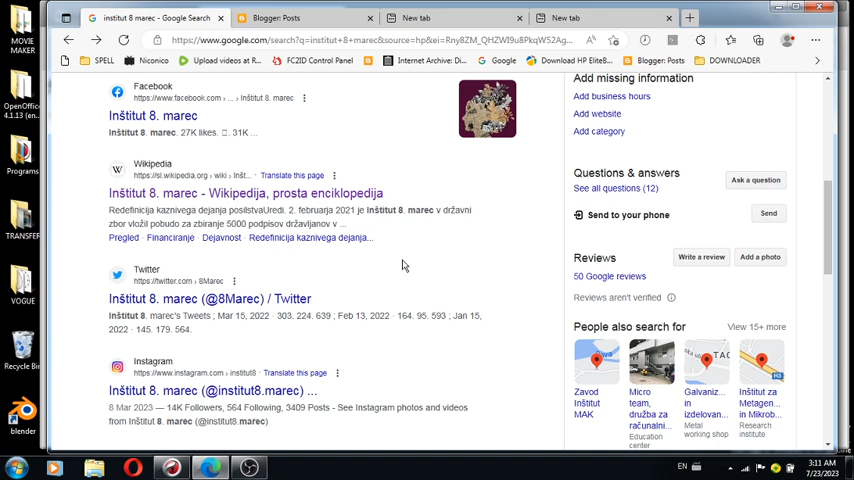 MOVIE
MAKER
OpenOffice
4.1.13 (en...
Programs
TRANSFER
VOGUE
Recycle Bin
blender
inštitut 8 marec - Google Search
Blogger: Posts
New tab
New tab
https://www.google.com/search?q=institut+8+marec&source=hp&ei=Rny8ZM_QHZWI9u8PkqW52Ag...
SPELL
Niconico
Upload videos at R...
FC2ID Control Panel
Internet Archive: Di...
Google
Download HP EliteB...
DOWNLOADER
Facebook
https://www.facebook.com › ... › Inštitut 8. marec
Inštitut 8. marec
Inštitut 8. marec. 27K likes. 31K ...
Wikipedia
https://sl.wikipedia.org › wiki › Inšt... · Translate this page
Inštitut 8. marec - Wikipedija, prosta enciklopedija
Redefinicija kaznivega dejanja posilstvaUredi. 2. februarja 2021 je Inštitut 8. marec v državni
zbor vložil pobudo za zbiranje 5000 podpisov državljanov v ...
Pregled · Financiranje · Dejavnost · Redefinicija kaznivega dejanja...
Twitter
https://twitter.com › 8Marec
Inštitut 8. marec (@8Marec) / Twitter
Inštitut 8. marec's Tweets ; Mar 15, 2022 · 303. 224. 639 ; Feb 13, 2022 · 164. 95. 593 ; Jan 15,
2022 · 145. 179. 564.
Instagram
https://www.instagram.com › institut8 · Translate this page
Inštitut 8. marec (@institut8.marec) ...
8 Mar 2023 — 14K Followers, 564 Following, 3409 Posts - See Instagram photos and videos
from Inštitut 8. marec (@institut8.marec)
Add missing information
Add business hours
Add website
Add category
Questions & answers
See all questions (12)
Ask a question
Send to your phone
Send
Reviews
Write a review
Add a photo
50 Google reviews
Reviews aren't verified
People also search for
View 15+ more
TAC
H3
Zavod
Inštitut
MAK
Micro
team,
družba za
računalni...
Education
center
Galvaniz...
in
izdelovan...
Metal
working shop
Inštitut za
Metagen...
in Mikrob...
Research
institute
EN
3:11 AM
7/23/2023